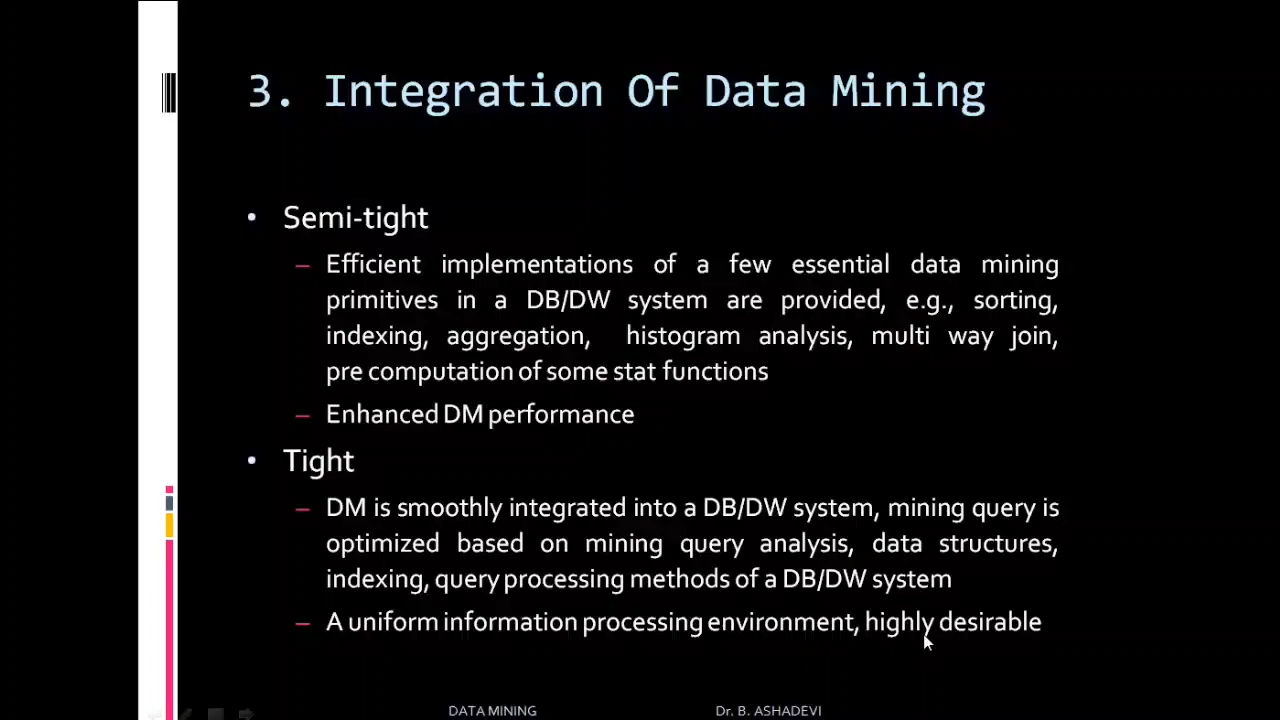 3. Integration Of Data Mining
• Semi-tight
– Efficient implementations of a few essential data mining
primitives in a DB/DW system are provided, e.g., sorting,
indexing, aggregation, histogram analysis, multi way join,
pre computation of some stat functions
– Enhanced DM performance
• Tight
– DM is smoothly integrated into a DB/DW system, mining query is
optimized based on mining query analysis, data structures,
indexing, query processing methods of a DB/DW system
– A uniform information processing environment, highly desirable
DATA MINING
Dr. B. ASHADEVI